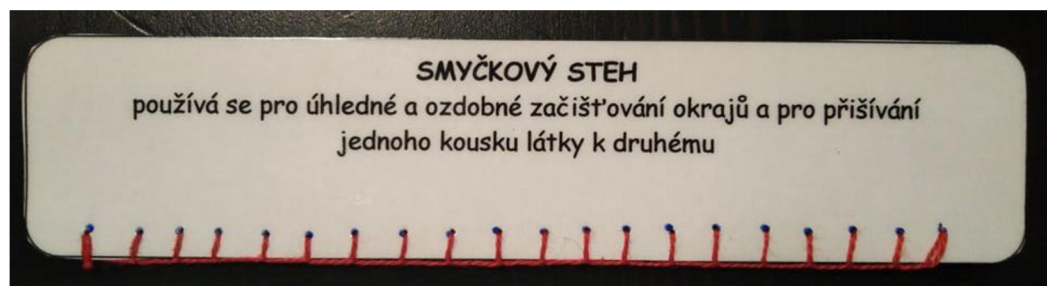 SMYČKOVÝ STEH
používá se pro úhledné a ozdobné začišťování okrajů a pro přišívání
jednoho kousku látky k druhému